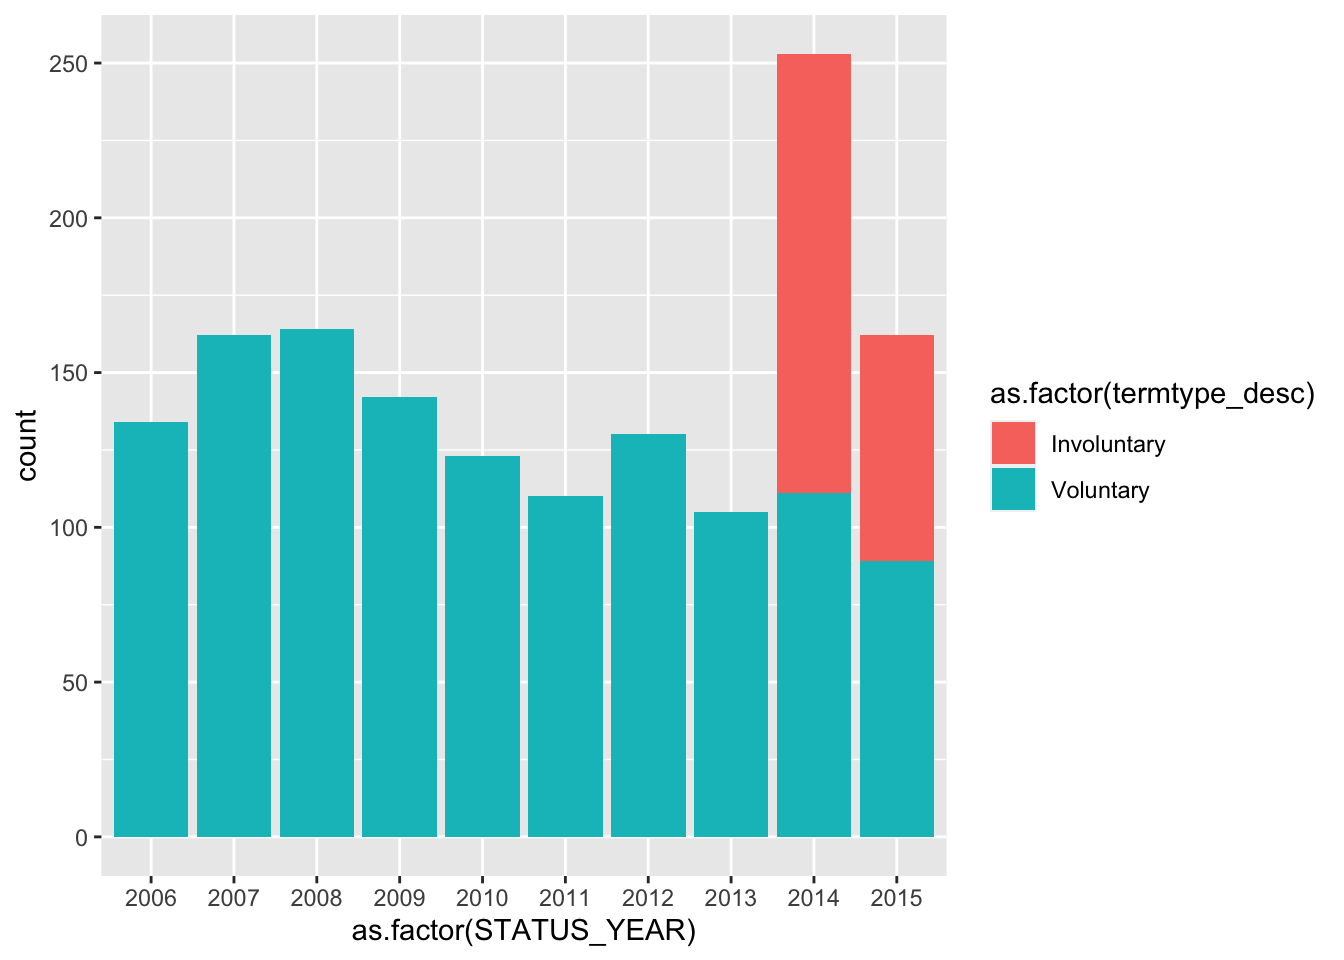 250
200
150
100
50
0
count
2006 2007 2008 2009 2010 2011 2012 2013 2014 2015
as.factor(STATUS_YEAR)
as.factor(termtype_desc)
Involuntary
Voluntary